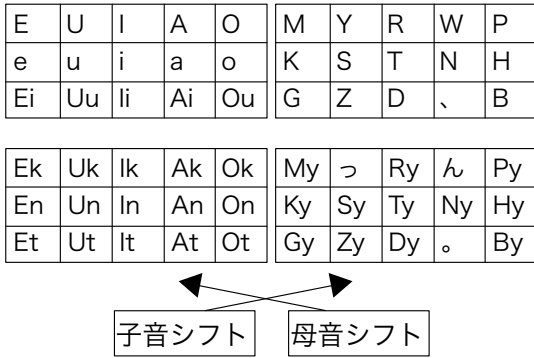 E U I A O M Y R W P
e u i a o K S T N H
Ei Uu Ii Ai Ou G Z D 、 B
Ek Uk Ik Ak Ok My っ Ry ん Py
En Un In An On Ky Sy Ty Ny Hy
Et Ut It At Ot Gy Zy Dy 。 By
子音シフト 母音シフト